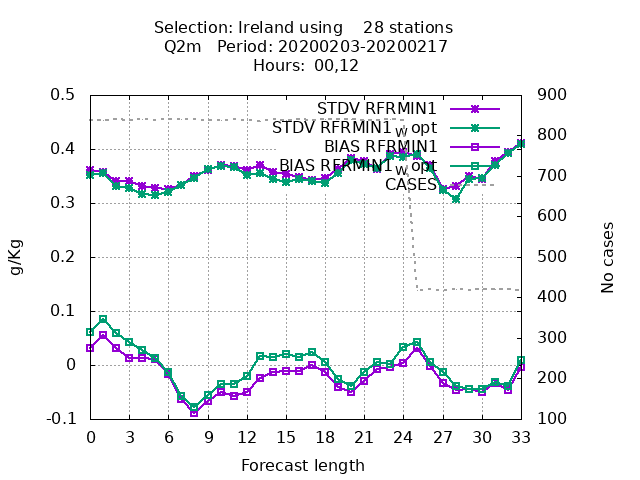 Selection: Ireland using    28 stations
Q2m   Period: 20200203-20200217
Hours:  00,12
STDV RFRMIN1
STDV RFRMIN1_w opt
BIAS RFRMIN1
BIAS RFRMIN1_w opt
CASES
0.5
0.4
0.3
0.2
0.1
0
-0.1
g/Kg
900
800
700
600
500
400
300
200
100
No cases
0 3 6 9 12 15 18 21 24 27 30 33
Forecast length